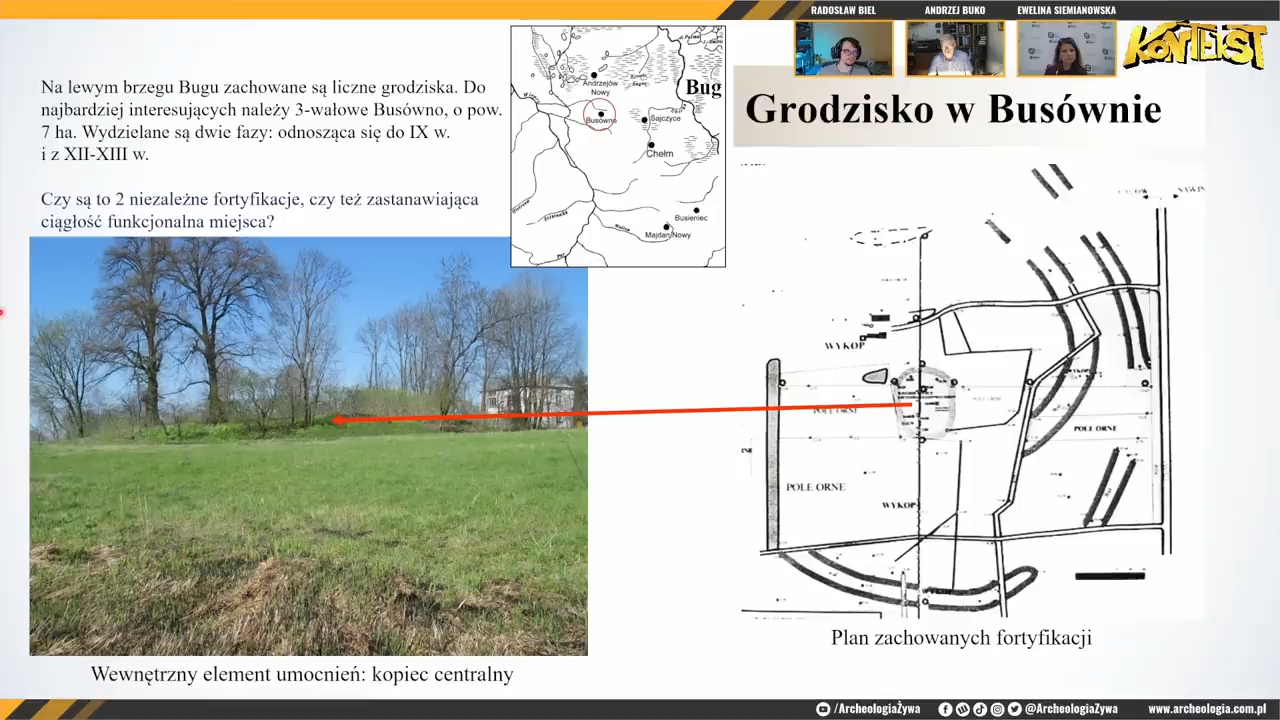 RADOSŁAW BIEL
ANDRZEJ BUKO
EWELINA SIEMIANOWSKA
KONTEKST
Na lewym brzegu Bugu zachowane są liczne grodziska. Do
najbardziej interesujących należy 3-wałowe Busówno, o pow.
7 ha. Wydzielane są dwie fazy: odnosząca się do IX w.
i z XII-XIII w.
Czy są to 2 niezależne fortyfikacje, czy też zastanawiająca
ciągłość funkcjonalna miejsca?
Andrzejów
Nowy
Bug
Busówno
Sajczyce
Chełm
Busieniec
Majdan Nowy
Grodzisko w Busównie
WYKOP
POLE ORNE
POLE ORNE
POLE ORNE
WYKOP
Plan zachowanych fortyfikacji
Wewnętrzny element umocnień: kopiec centralny
/ArcheologiaŻywa
@ArcheologiaŻywa
www.archeologia.com.pl